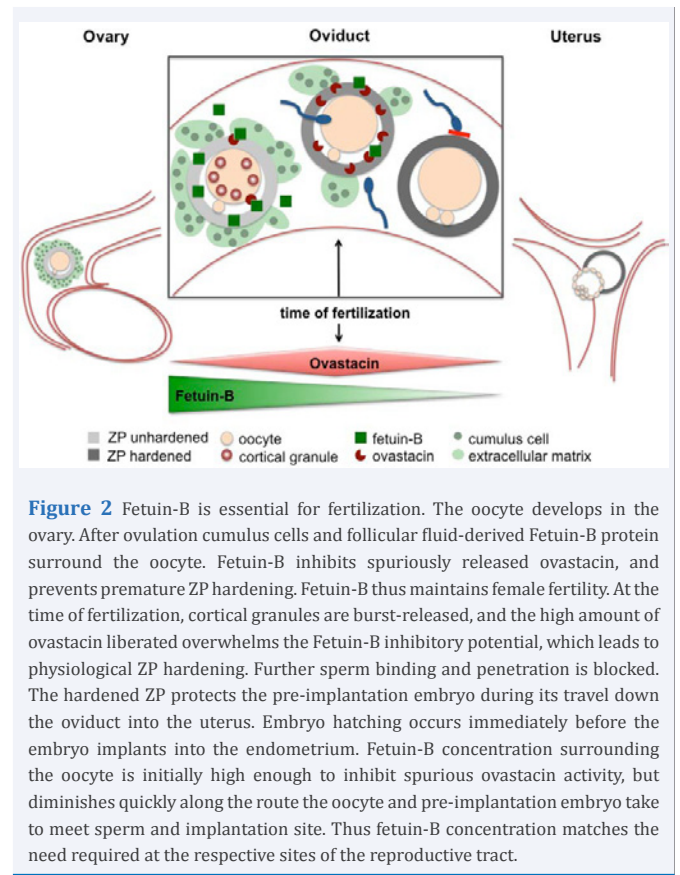 Ovary Oviduct Uterus
time of fertilization
Ovastacin
Fetuin-B
ZP unhardened oocyte fetuin-B cumulus cell
ZP hardened cortical granule ovastacin extracellular matrix
Figure 2 Fetuin-B is essential for fertilization. The oocyte develops in the
ovary. After ovulation cumulus cells and follicular fluid-derived Fetuin-B protein
surround the oocyte. Fetuin-B inhibits spuriously released ovastacin, and
prevents premature ZP hardening. Fetuin-B thus maintains female fertility. At the
time of fertilization, cortical granules are burst-released, and the high amount of
ovastacin liberated overwhelms the Fetuin-B inhibitory potential, which leads to
physiological ZP hardening. Further sperm binding and penetration is blocked.
The hardened ZP protects the pre-implantation embryo during its travel down
the oviduct into the uterus. Embryo hatching occurs immediately before the
embryo implants into the endometrium. Fetuin-B concentration surrounding
the oocyte is initially high enough to inhibit spurious ovastacin activity, but
diminishes quickly along the route the oocyte and pre-implantation embryo take
to meet sperm and implantation site. Thus fetuin-B concentration matches the
need required at the respective sites of the reproductive tract.